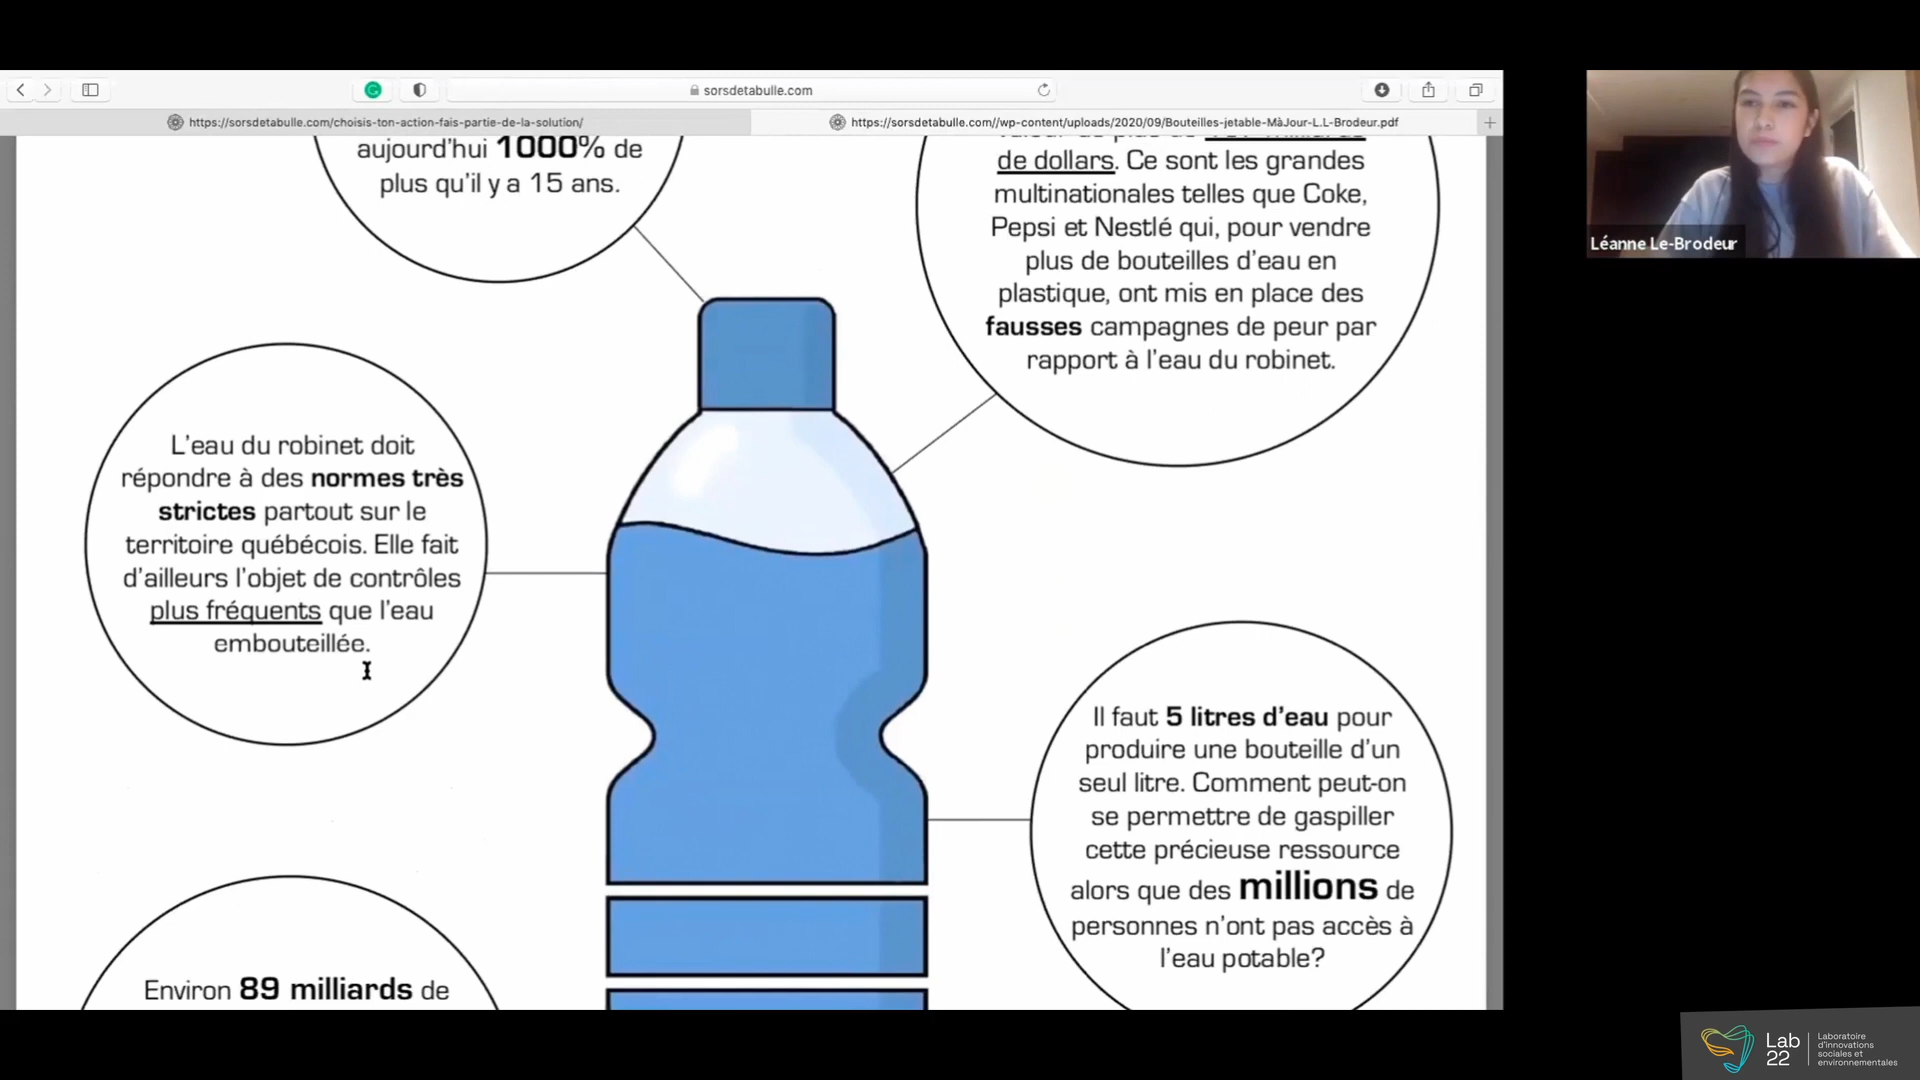 sorsdetabulle.com
https://sorsdetabulle.com/choisis-ton-action-fais-partie-de-la-solution/
https://sorsdetabulle.com//wp-content/uploads/2020/09/Bouteilles-jetable-MàJour-L.L-Brodeur.pdf
aujourd'hui 1000% de
plus qu'il y a 15 ans.
de dollars. Ce sont les grandes
multinationales telles que Coke,
Pepsi et Nestlé qui, pour vendre
plus de bouteilles d'eau en
plastique, ont mis en place des
fausses campagnes de peur par
rapport à l'eau du robinet.
L'eau du robinet doit
répondre à des normes très
strictes partout sur le
territoire québécois. Elle fait
d'ailleurs l'objet de contrôles
plus fréquents que l'eau
embouteillée.
Il faut 5 litres d'eau pour
produire une bouteille d'un
seul litre. Comment peut-on
se permettre de gaspiller
cette précieuse ressource
alors que des millions de
personnes n'ont pas accès à
l'eau potable?
Environ 89 milliards de
Léanne Le-Brodeur
Lab
22
Laboratoire
d'innovations
sociales et
environnementales